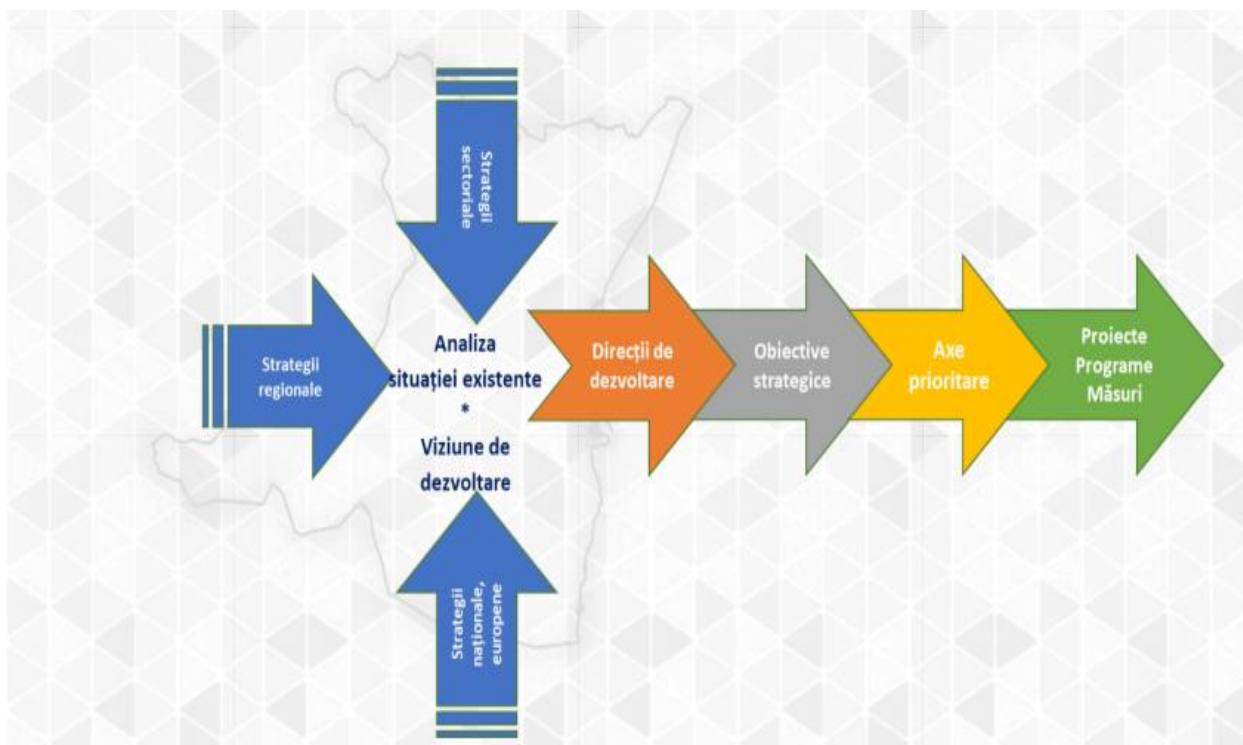 Strategii
sectoriale
Strategii
regionale
Analiza
situației existente
*
Viziune de
dezvoltare
Strategii
naționale,
europene
Direcții de
dezvoltare
Obiective
strategice
Axe
prioritare
Proiecte
Programe
Măsuri